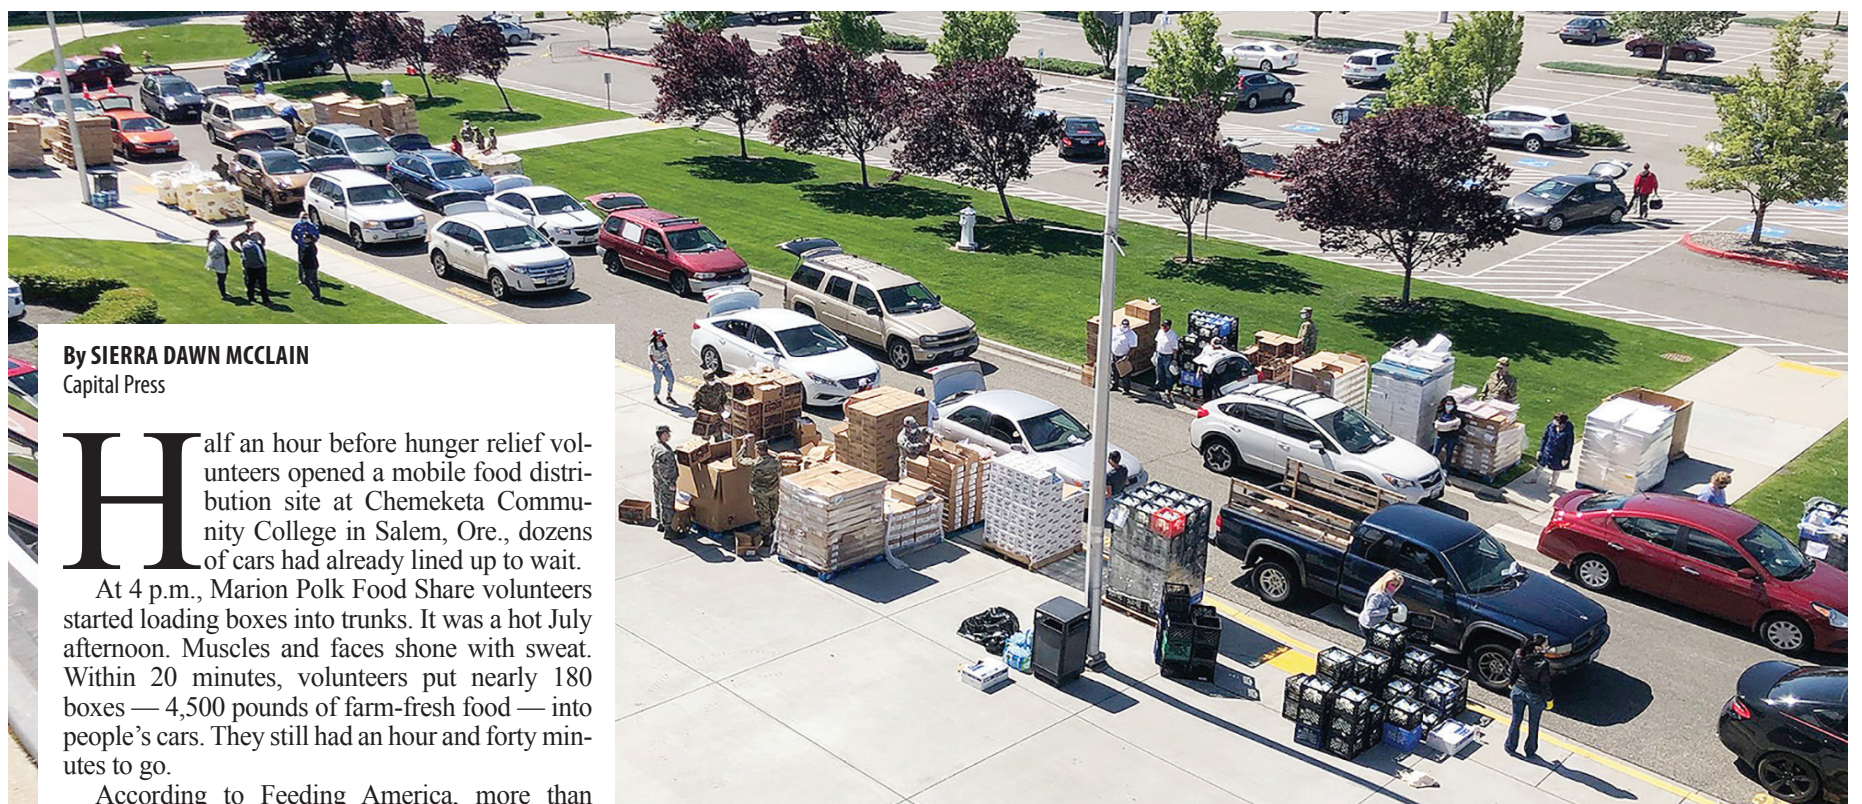 By SIERRA DAWN MCCLAIN
Capital Press
Half an hour before hunger relief vol-
unteers opened a mobile food distri-
bution site at Chemeketa Commu-
nity College in Salem, Ore., dozens
of cars had already lined up to wait.
At 4 p.m., Marion Polk Food Share volunteers
started loading boxes into trunks. It was a hot July
afternoon. Muscles and faces shone with sweat.
Within 20 minutes, volunteers put nearly 180
boxes — 4,500 pounds of farm-fresh food — into
people’s cars. They still had an hour and forty min-
utes to go.
According to Feeding America, more than